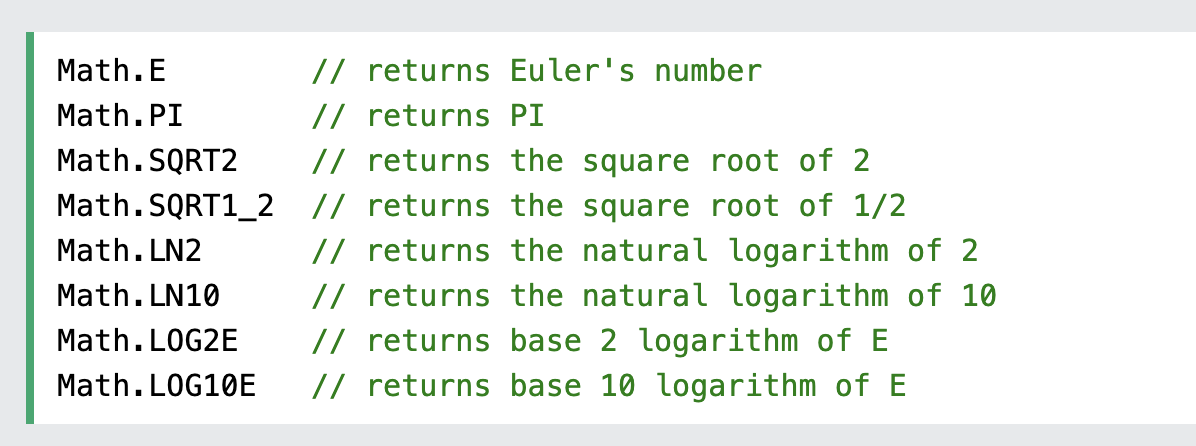 Math.E        // returns Euler's number
Math.PI       // returns PI
Math.SQRT2    // returns the square root of 2
Math.SQRT1_2  // returns the square root of 1/2
Math.LN2      // returns the natural logarithm of 2
Math.LN10     // returns the natural logarithm of 10
Math.LOG2E    // returns base 2 logarithm of E
Math.LOG10E   // returns base 10 logarithm of E